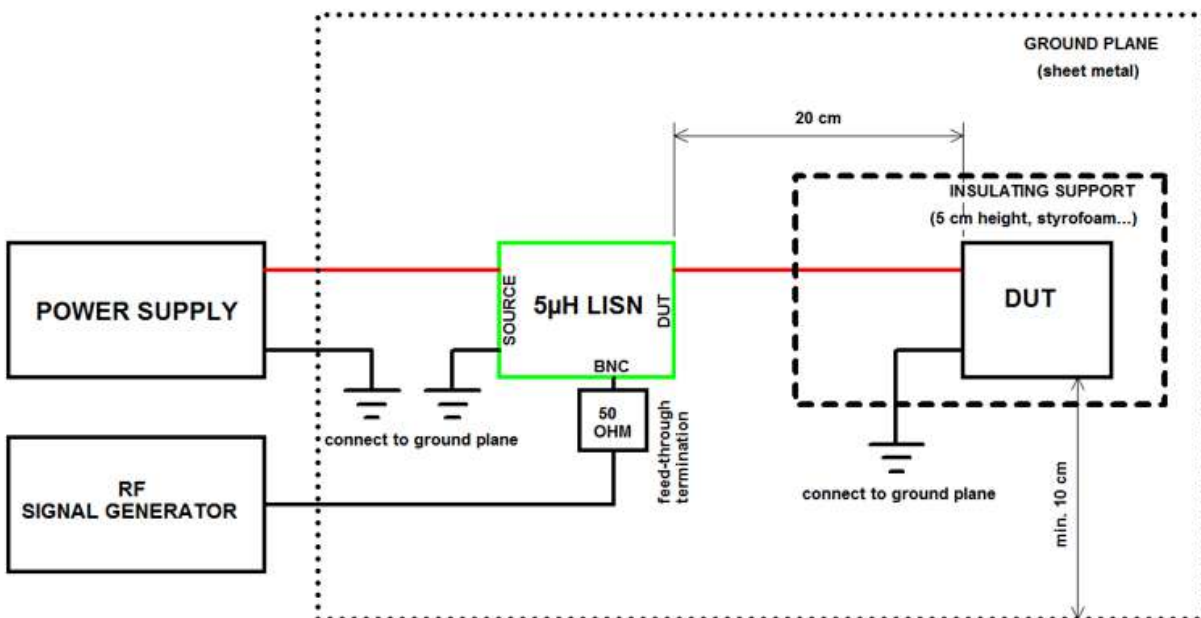 GROUND PLANE
(sheet metal)
20 cm
INSULATING SUPPORT
(5 cm height, styrofoam...)
POWER SUPPLY
SOURCE
5µH LISN
DUT
BNC
DUT
50
OHM
feed-through
termination
connect to ground plane
RF
SIGNAL GENERATOR
connect to ground plane
min. 10 cm